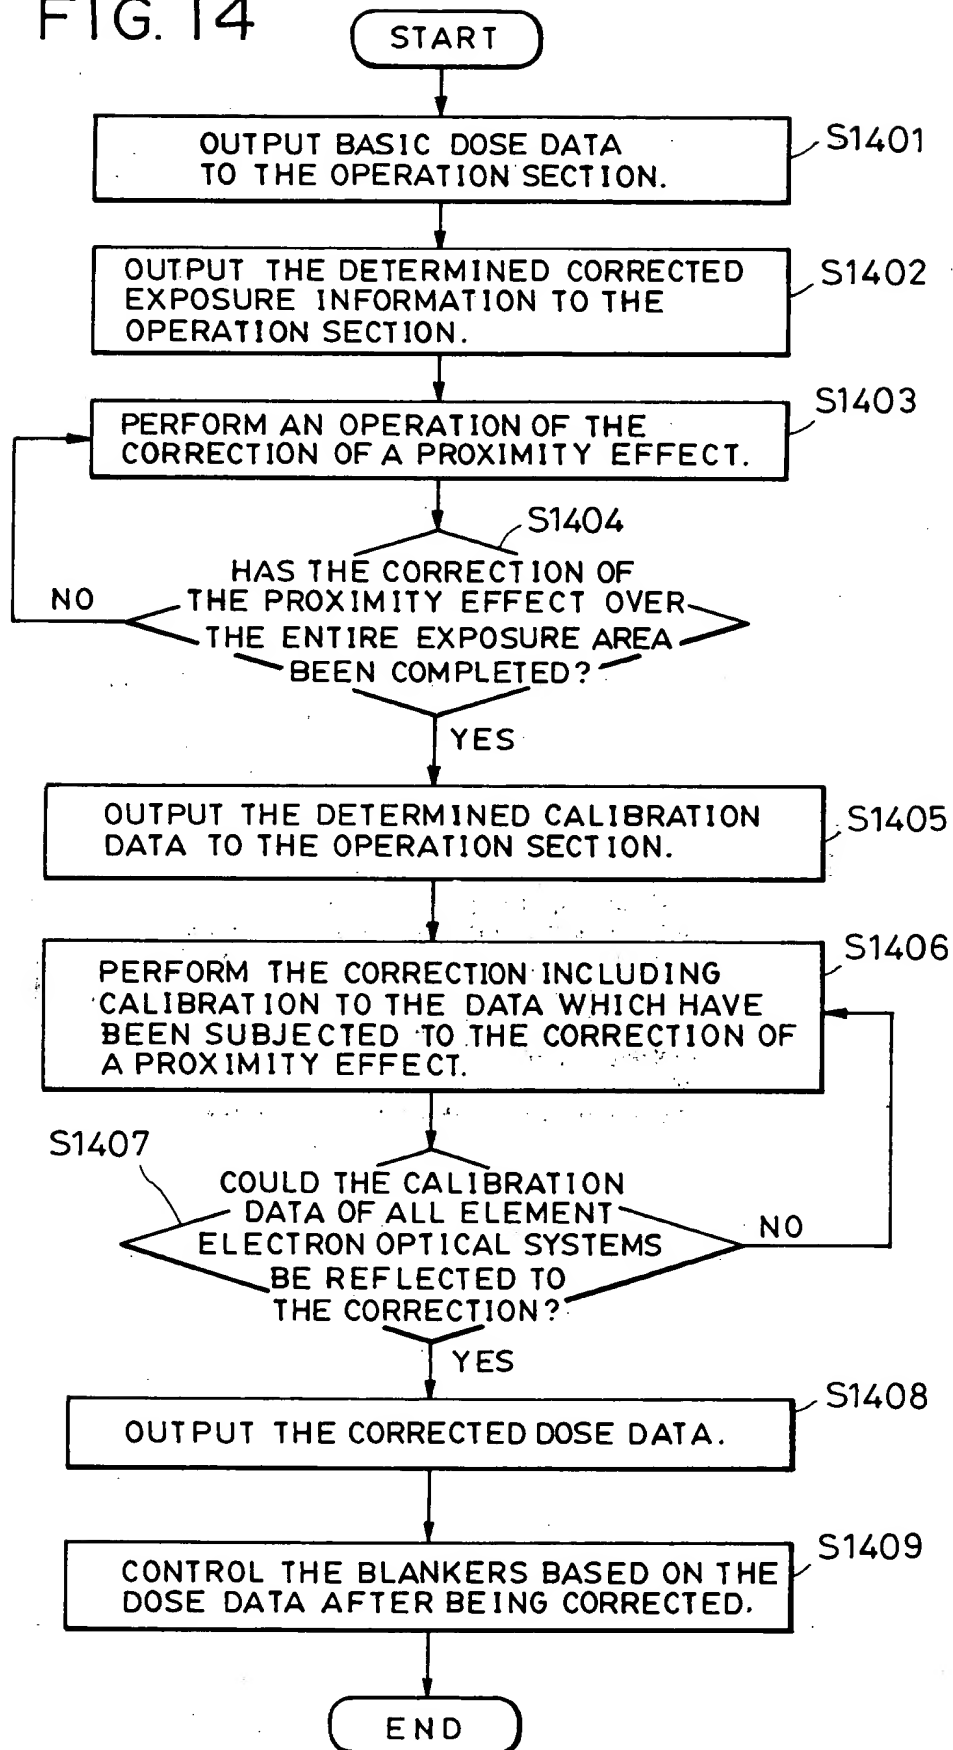 FIG. 14
START
OUTPUT BASIC DOSE DATA
TO THE OPERATION SECTION.
S1401
OUTPUT THE DETERMINED CORRECTED
EXPOSURE INFORMATION TO THE
OPERATION SECTION.
S1402
PERFORM AN OPERATION OF THE
CORRECTION OF A PROXIMITY EFFECT.
S1403
S1404
HAS THE CORRECTION OF
THE PROXIMITY EFFECT OVER
THE ENTIRE EXPOSURE AREA
BEEN COMPLETED?
NO
YES
OUTPUT THE DETERMINED CALIBRATION
DATA TO THE OPERATION SECTION.
S1405
PERFORM THE CORRECTION INCLUDING
CALIBRATION TO THE DATA WHICH HAVE
BEEN SUBJECTED TO THE CORRECTION OF
A PROXIMITY EFFECT.
S1406
S1407
COULD THE CALIBRATION
DATA OF ALL ELEMENT
ELECTRON OPTICAL SYSTEMS
BE REFLECTED TO
THE CORRECTION?
NO
YES
OUTPUT THE CORRECTED DOSE DATA.
S1408
CONTROL THE BLANKERS BASED ON THE
DOSE DATA AFTER BEING CORRECTED.
S1409
END